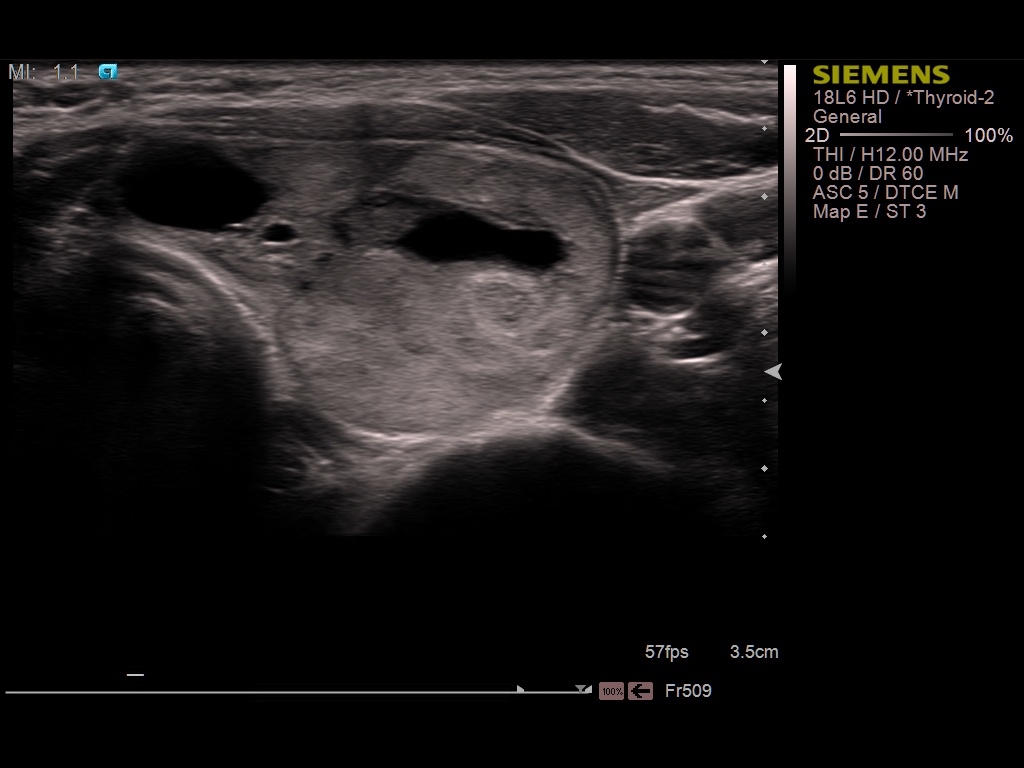 MI: 1.1
SIEMENS
18L6 HD / *Thyroid-2
General
2D 100%
THI / H12.00 MHz
0 dB / DR 60
ASC 5 / DTCE M
Map E / ST 3
57fps 3.5cm
100% Fr509